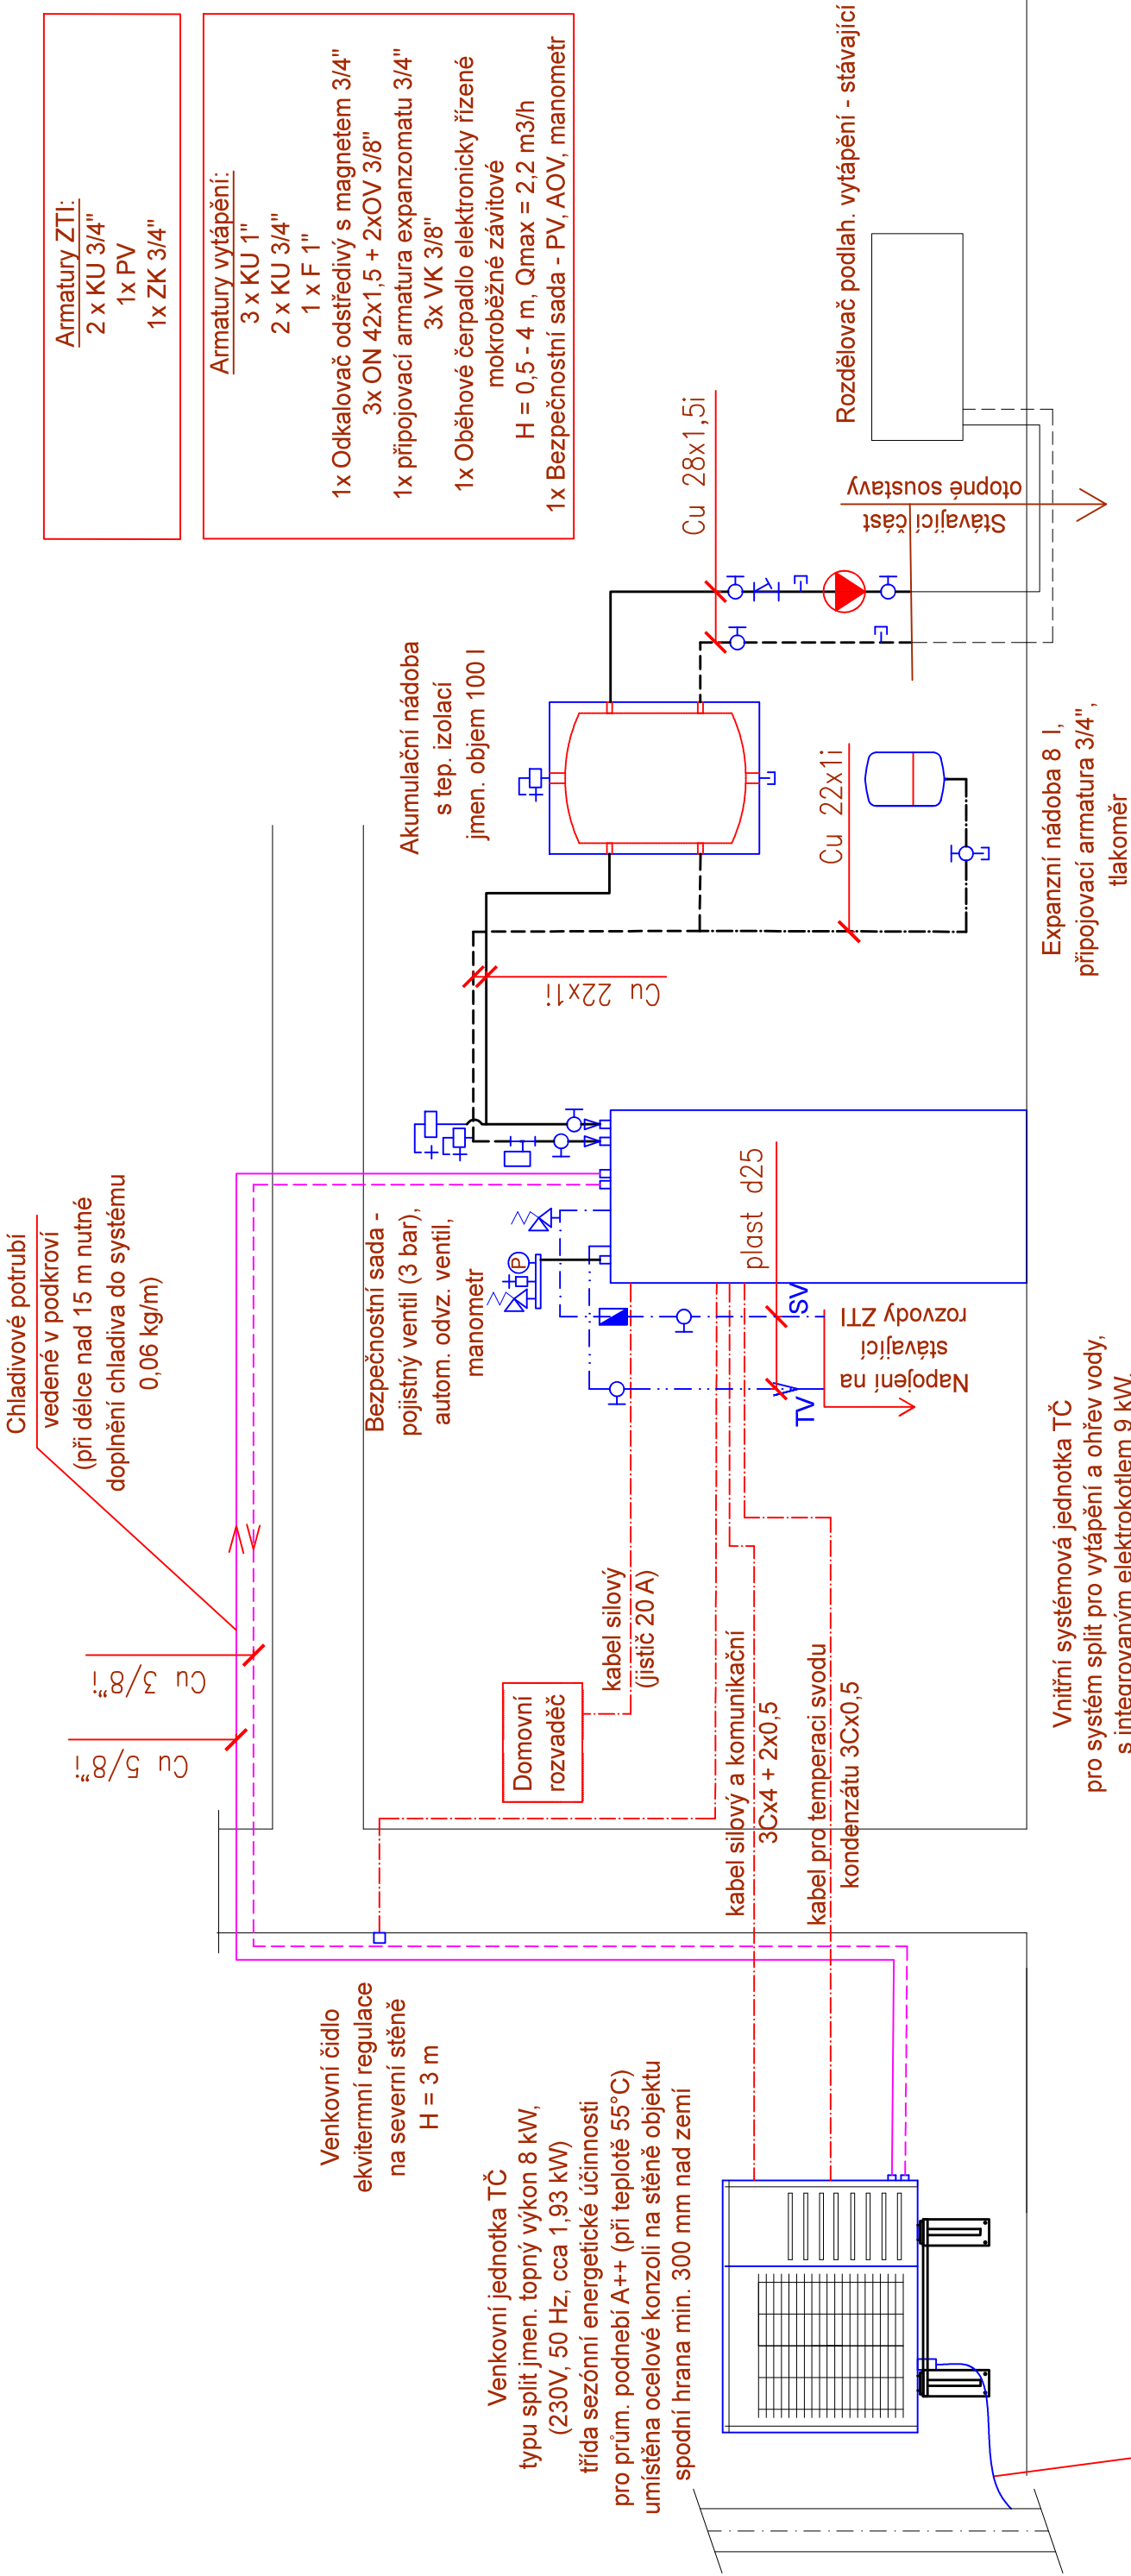 Armatury ZTI:
2 x KU 3/4"
1x PV
1x ZK 3/4"
Armatury vytápění:
3 x KU 1"
2 x KU 3/4"
1 x F 1"
1x Odkalovač odstředivý s magnetem 3/4"
3x ON 42x1,5 + 2xOV 3/8"
1x připojovací armatura expanzomatu 3/4"
3x VK 3/8"
1x Oběhové čerpadlo elektronicky řízené
mokroběžné závitové
H = 0,5 - 4 m, Qmax = 2,2 m3/h
1x Bezpečnostní sada - PV, AOV, manometr
Chladivové potrubí
vedené v podkroví
(při délce nad 15 m nutné
doplnění chladiva do systému
0,06 kg/m)
Cu 5/8"i
Cu 3/8"i
Akumulační nádoba
s tep. izolací
jmen. objem 100 l
Cu 28x1,5i
Rozdělovač podlah. vytápění - stávající
Stávající část
otopné soustavy
Cu 22x1i
Cu 22x1i
Expanzní nádoba 8 l,
připojovací armatura 3/4",
tlakoměr
Bezpečnostní sada -
pojistný ventil (3 bar),
autom. odvz. ventil,
manometr
P
plast d25
SV
TV
Napojení na
stávající
rozvody ZTI
Domovní
rozvaděč
kabel silový
(jistič 20 A)
kabel silový a komunikační
3Cx4 + 2x0,5
kabel pro temperaci svodu
kondenzátu 3Cx0,5
Venkovní čidlo
ekvitermní regulace
na severní stěně
H = 3 m
Venkovní jednotka TČ
typu split jmen. topný výkon 8 kW,
(230V, 50 Hz, cca 1,93 kW)
třída sezónní energetické účinnosti
pro prům. podnebí A++ (při teplotě 55°C)
umístěna ocelové konzoli na stěně objektu
spodní hrana min. 300 mm nad zemí
Vnitřní systémová jednotka TČ
pro systém split pro vytápění a ohřev vody,
s integrovaným elektrokotlem 9 kW,